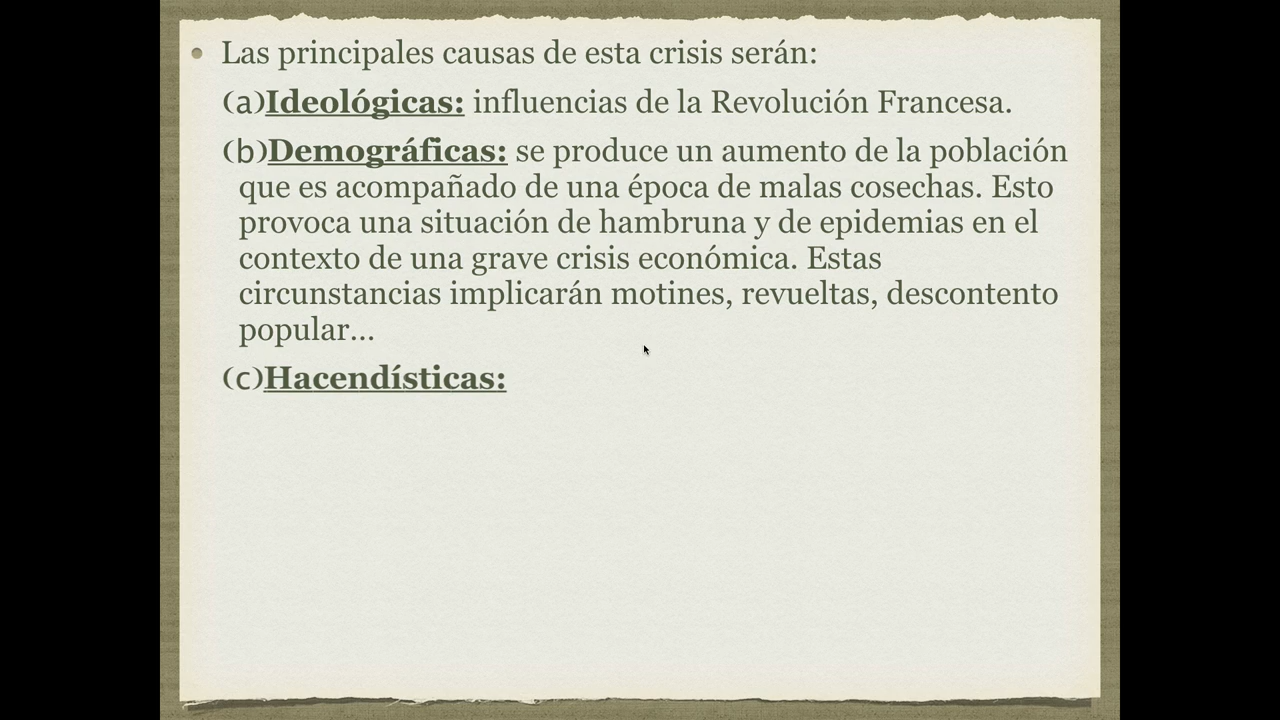 Las principales causas de esta crisis serán:
(a)Ideológicas: influencias de la Revolución Francesa.
(b)Demográficas: se produce un aumento de la población
que es acompañado de una época de malas cosechas. Esto
provoca una situación de hambruna y de epidemias en el
contexto de una grave crisis económica. Estas
circunstancias implicarán motines, revueltas, descontento
popular...
(c)Hacendísticas: